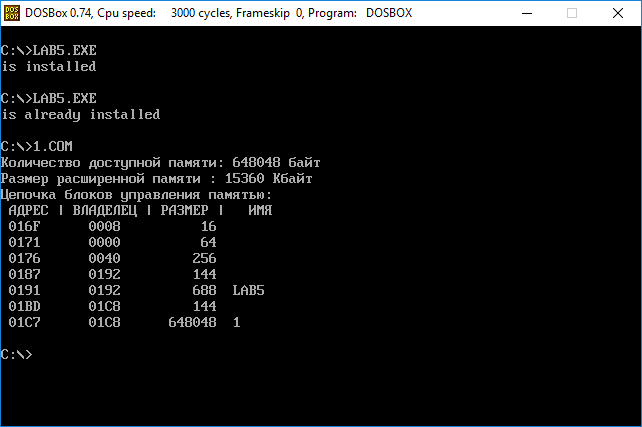 DOSBox 0.74, Cpu speed: 3000 cycles, Frameskip 0, Program: DOSBOX
C:\>LAB5.EXE
is installed
C:\>LAB5.EXE
is already installed
C:\>1.COM
Количество доступной памяти: 648048 байт
Размер расширенной памяти : 15360 Кбайт
Цепочка блоков управления памятью:
АДРЕС | ВЛАДЕЛЕЦ | РАЗМЕР | ИМЯ
016F 0008 16
0171 0000 64
0176 0040 256
0187 0192 144
0191 0192 688 LAB5
01BD 01C8 144
01C7 01C8 648048 1
C:\>